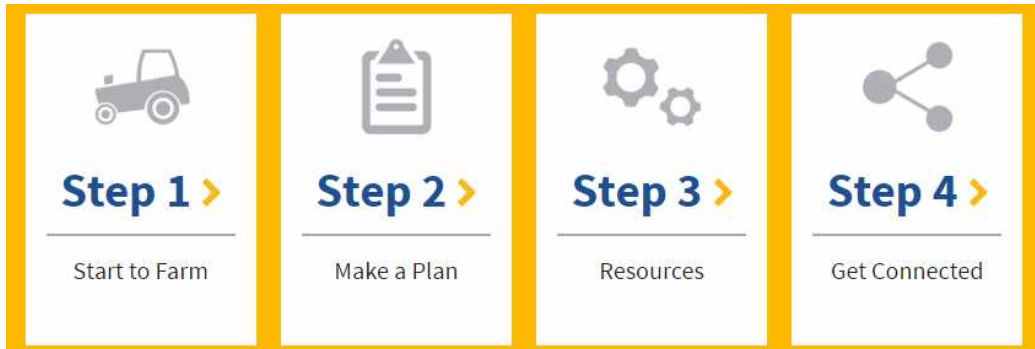 Step 1 >
Start to Farm
Step 2 >
Make a Plan
Step 3 >
Resources
Step 4 >
Get Connected